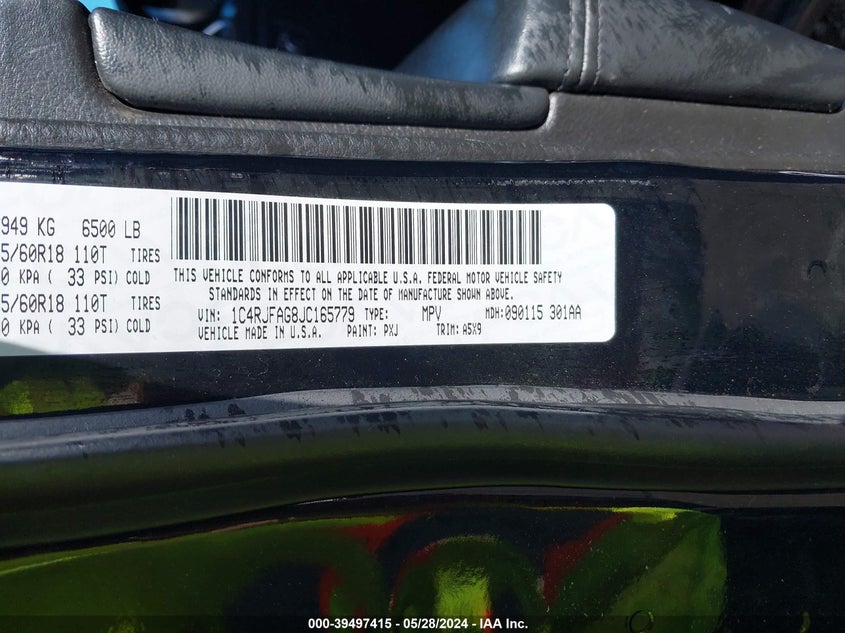 949 KG 6500 LB
5/60R18 110T TIRES
0 KPA ( 33 PSI) COLD
5/60R18 110T TIRES
0 KPA ( 33 PSI) COLD
THIS VEHICLE CONFORMS TO ALL APPLICABLE U.S.A. FEDERAL MOTOR VEHICLE SAFETY
STANDARDS IN EFFECT ON THE DATE OF MANUFACTURE SHOWN ABOVE.
VIN: 1C4RJFAG8JC165779 TYPE: MPV MDH: 090115 301AA
VEHICLE MADE IN U.S.A. PAINT: PXJ TRIM: A5X9
000-39497415 - 05/28/2024 - IAA Inc.